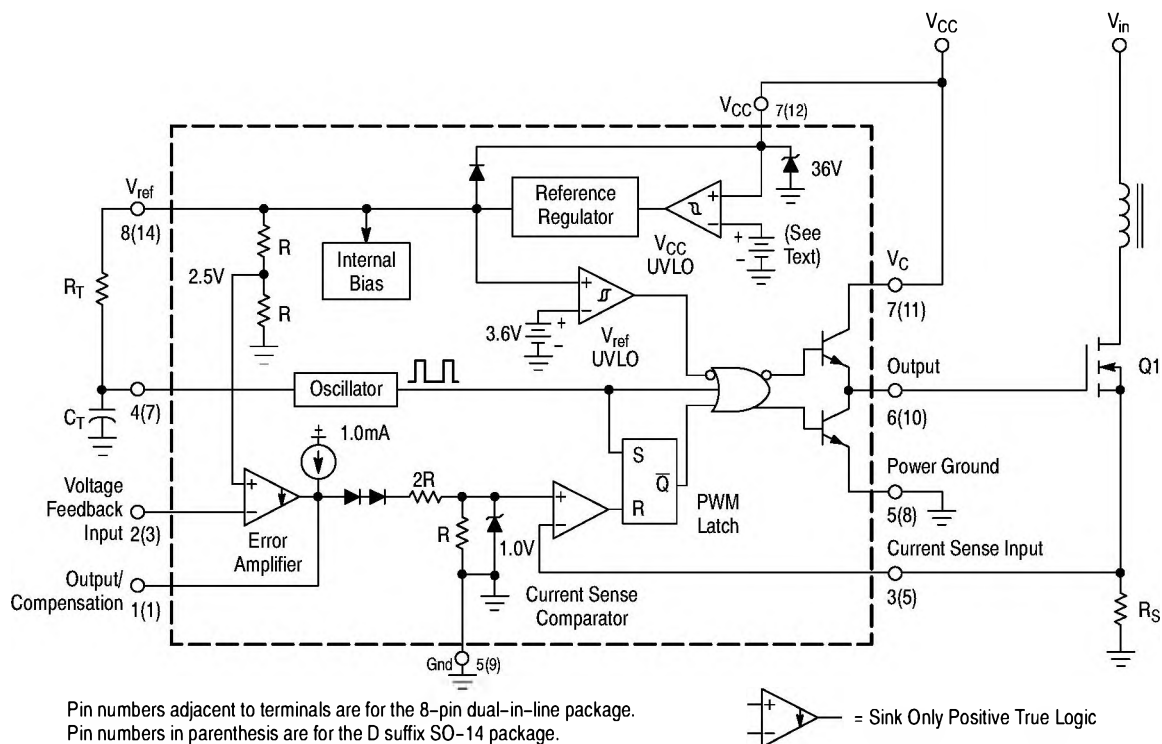 VCC
Vin
VCC 7(12)
36V
Vref
8(14)
Reference
Regulator
+
−
VCC
UVLO
+
−
(See
Text)
R
Internal
Bias
2.5V
R
RT
+
3.6V
+
−
Vref
UVLO
VC
7(11)
Output
6(10)
Q1
Oscillator
4(7)
CT
+
1.0mA
S
Q
R
PWM
Latch
Power Ground
5(8)
Voltage
Feedback
Input
2(3)
+
−
Error
Amplifier
2R
R
1.0V
+
−
Current Sense
Comparator
Current Sense Input
3(5)
RS
Output/
Compensation
1(1)
Gnd 5(9)
Pin numbers adjacent to terminals are for the 8-pin dual-in-line package.
Pin numbers in parenthesis are for the D suffix SO-14 package.
+
−
= Sink Only Positive True Logic